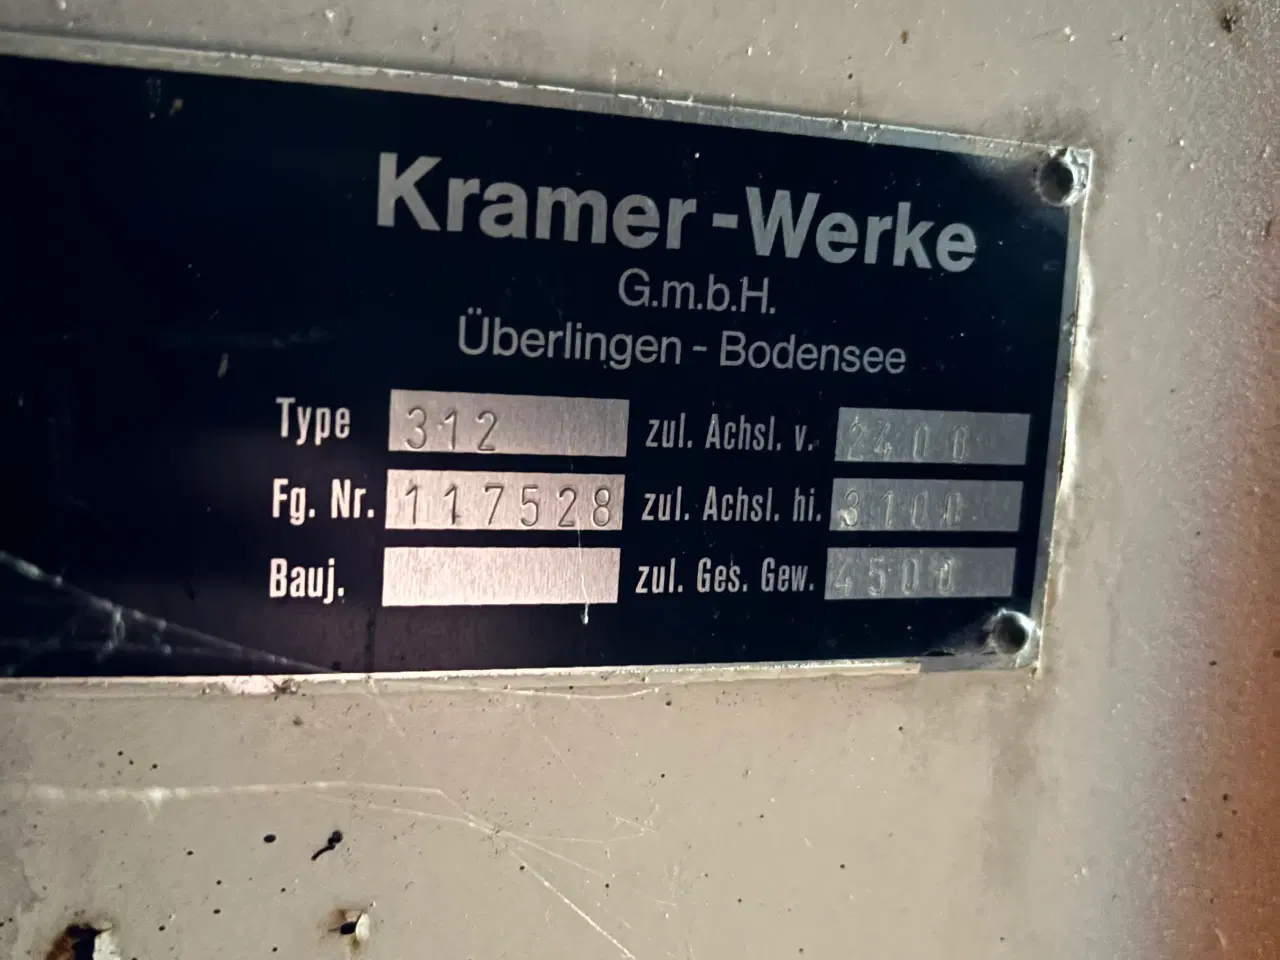 Kramer-Werke
G.m.b.H.
Überlingen - Bodensee
Type 312 zul. Achsl. v. 2400
Fg. Nr. 117528 zul. Achsl. hi. 3100
Bauj. zul. Ges. Gew. 4500